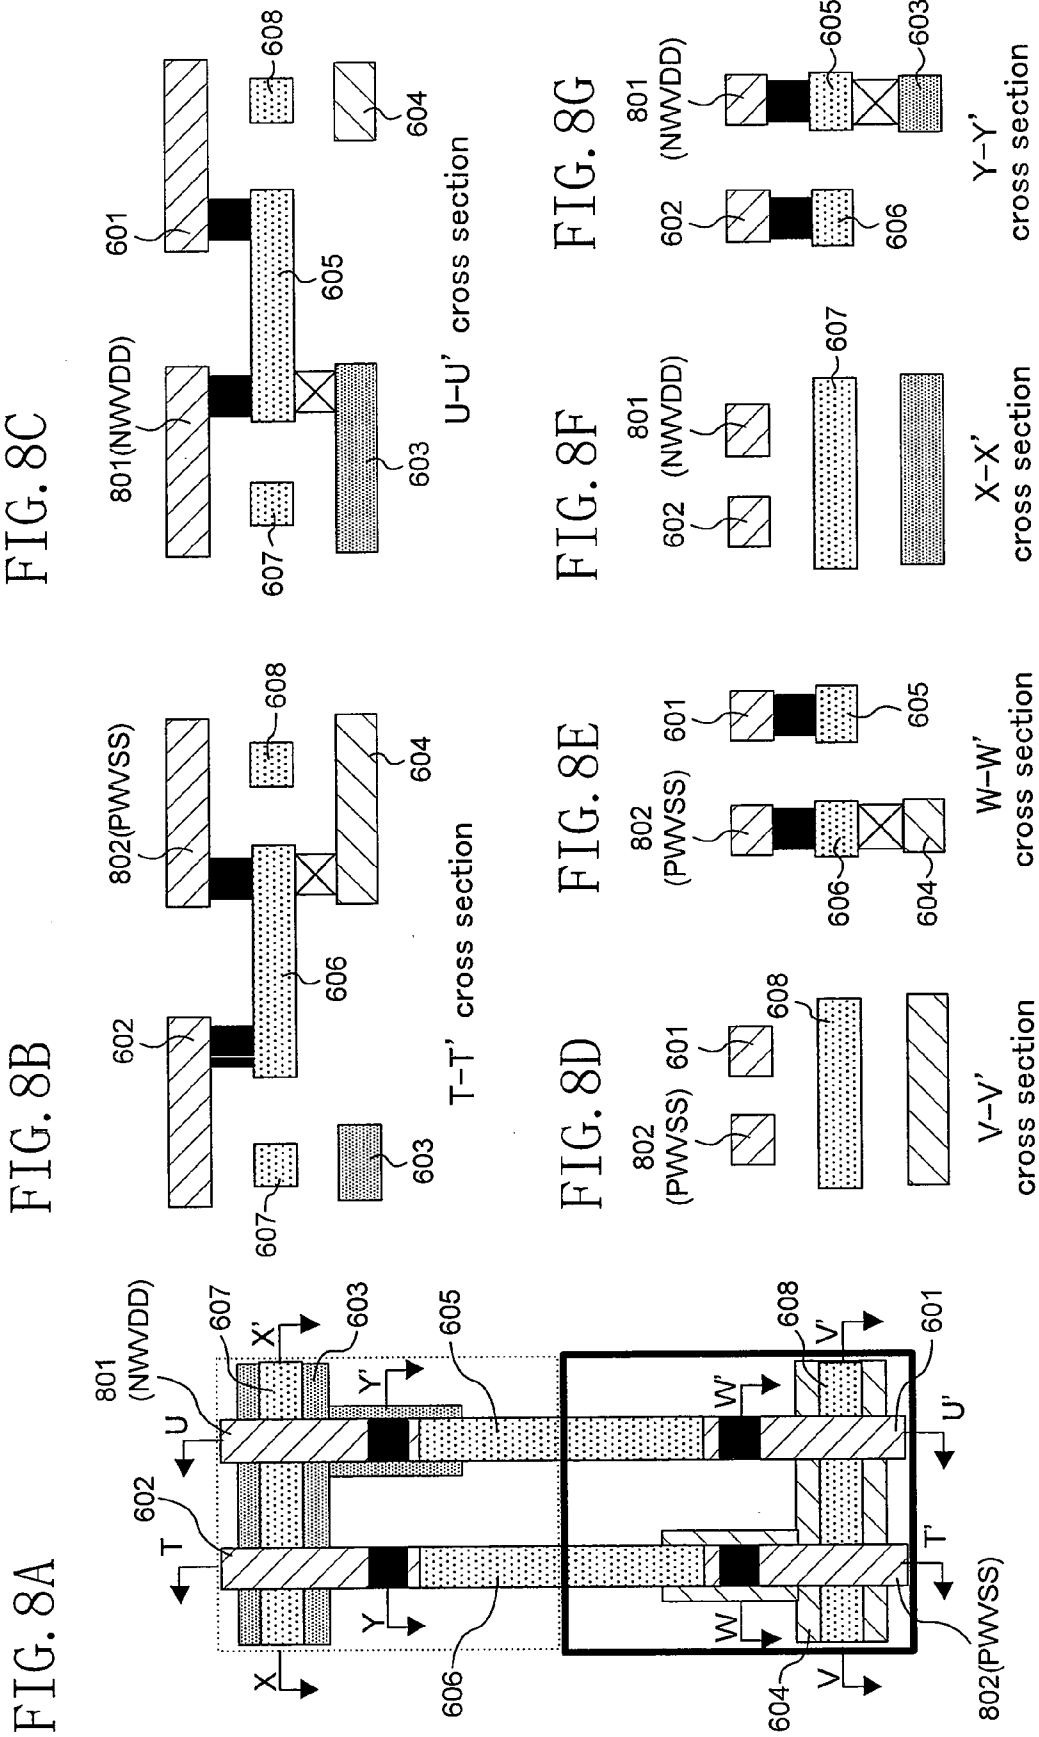 FIG. 8A
801
(NWVDD)
607
603
605
608
601
602
606
604
802(PWVSS)
T
T'
U
U'
X
X'
Y
Y'
W
W'
V
V'
FIG. 8B
602
802(PWVSS)
608
607
606
603
604
T-T' cross section
FIG. 8C
801(NWVDD)
601
608
607
605
603
604
U-U' cross section
FIG. 8D
802
(PWVSS)
601
608
V-V'
cross section
FIG. 8E
802
(PWVSS)
601
606
605
604
W-W'
cross section
FIG. 8F
602
801
(NWVDD)
607
X-X'
cross section
FIG. 8G
602
801
(NWVDD)
605
606
603
Y-Y'
cross section